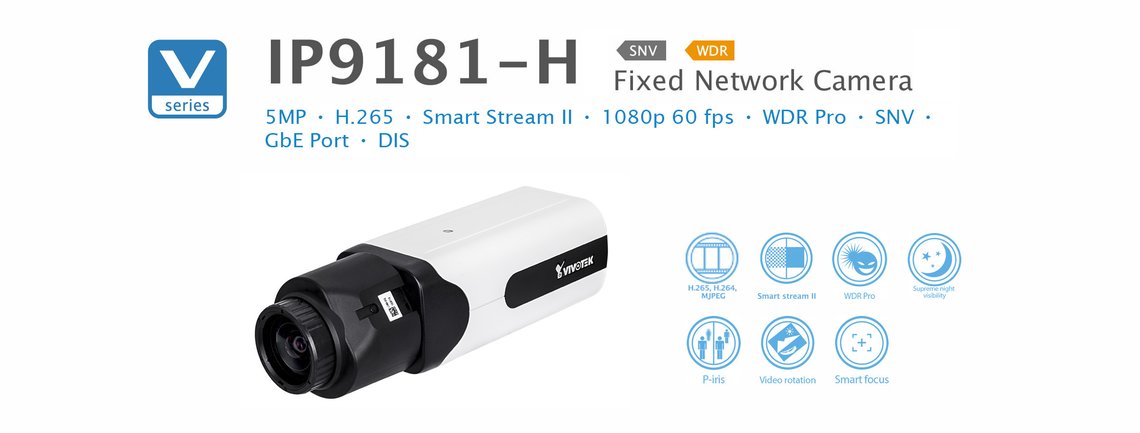 V
series
IP9181-H
SNV
WDR
Fixed Network Camera
5MP · H.265 · Smart Stream II · 1080p 60 fps · WDR Pro · SNV ·
GbE Port · DIS
VIVOTEK
H.265, H.264,
MJPEG
Smart stream II
WDR Pro
Supreme night
visibility
P-iris
Video rotation
Smart focus